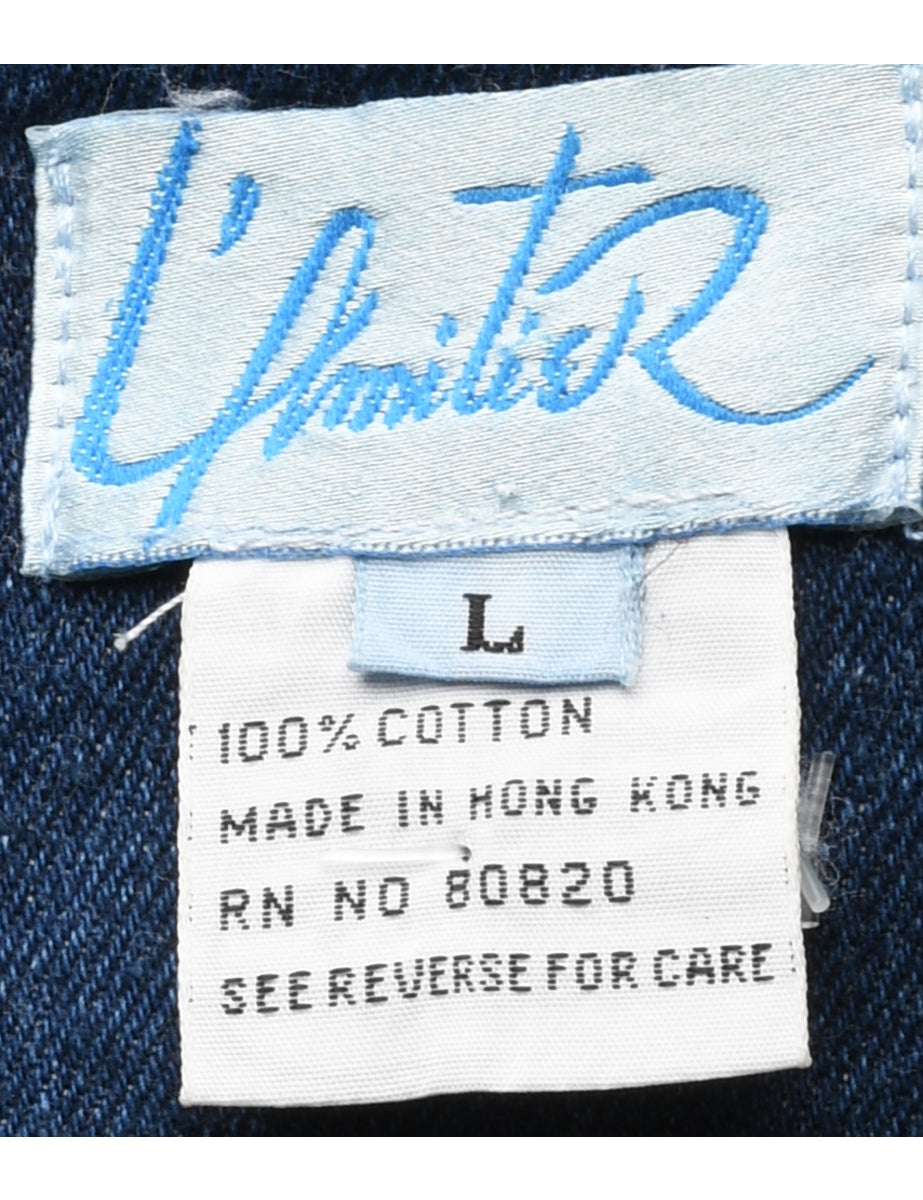 L
100% COTTON
MADE IN HONG KONG
RN NO 80820
SEE REVERSE FOR CARE